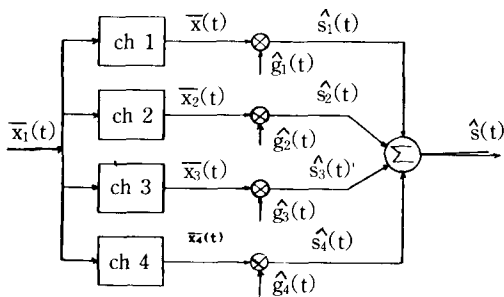 ch 1 x̅(t) ŝ₁(t)
ĝ₁(t)
x̅₁(t) ch 2 x̅₂(t) ŝ₂(t) ŝ(t)
ĝ₂(t) Σ
ch 3 x̅₃(t) ŝ₃(t)'
ĝ₃(t)
ch 4 x̅₄(t) ŝ₄(t)
ĝ₄(t)